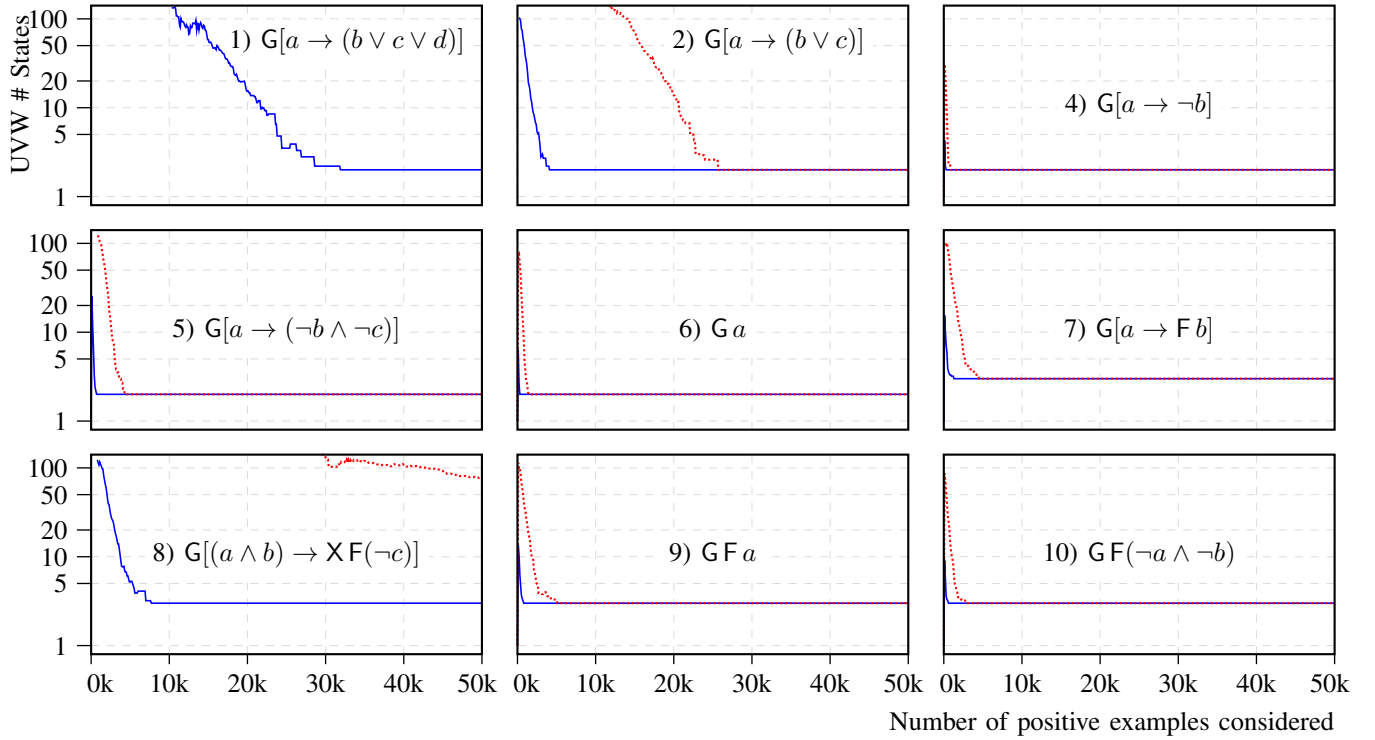 UVW # States
100
50
20
10
5
1
1) G[a → (b ∨ c ∨ d)]
2) G[a → (b ∨ c)]
4) G[a → ¬b]
100
50
20
10
5
1
5) G[a → (¬b ∧ ¬c)]
6) G a
7) G[a → F b]
100
50
20
10
5
1
8) G[(a ∧ b) → X F(¬c)]
9) G F a
10) G F(¬a ∧ ¬b)
0k 10k 20k 30k 40k 50k
0k 10k 20k 30k 40k 50k
0k 10k 20k 30k 40k 50k
Number of positive examples considered